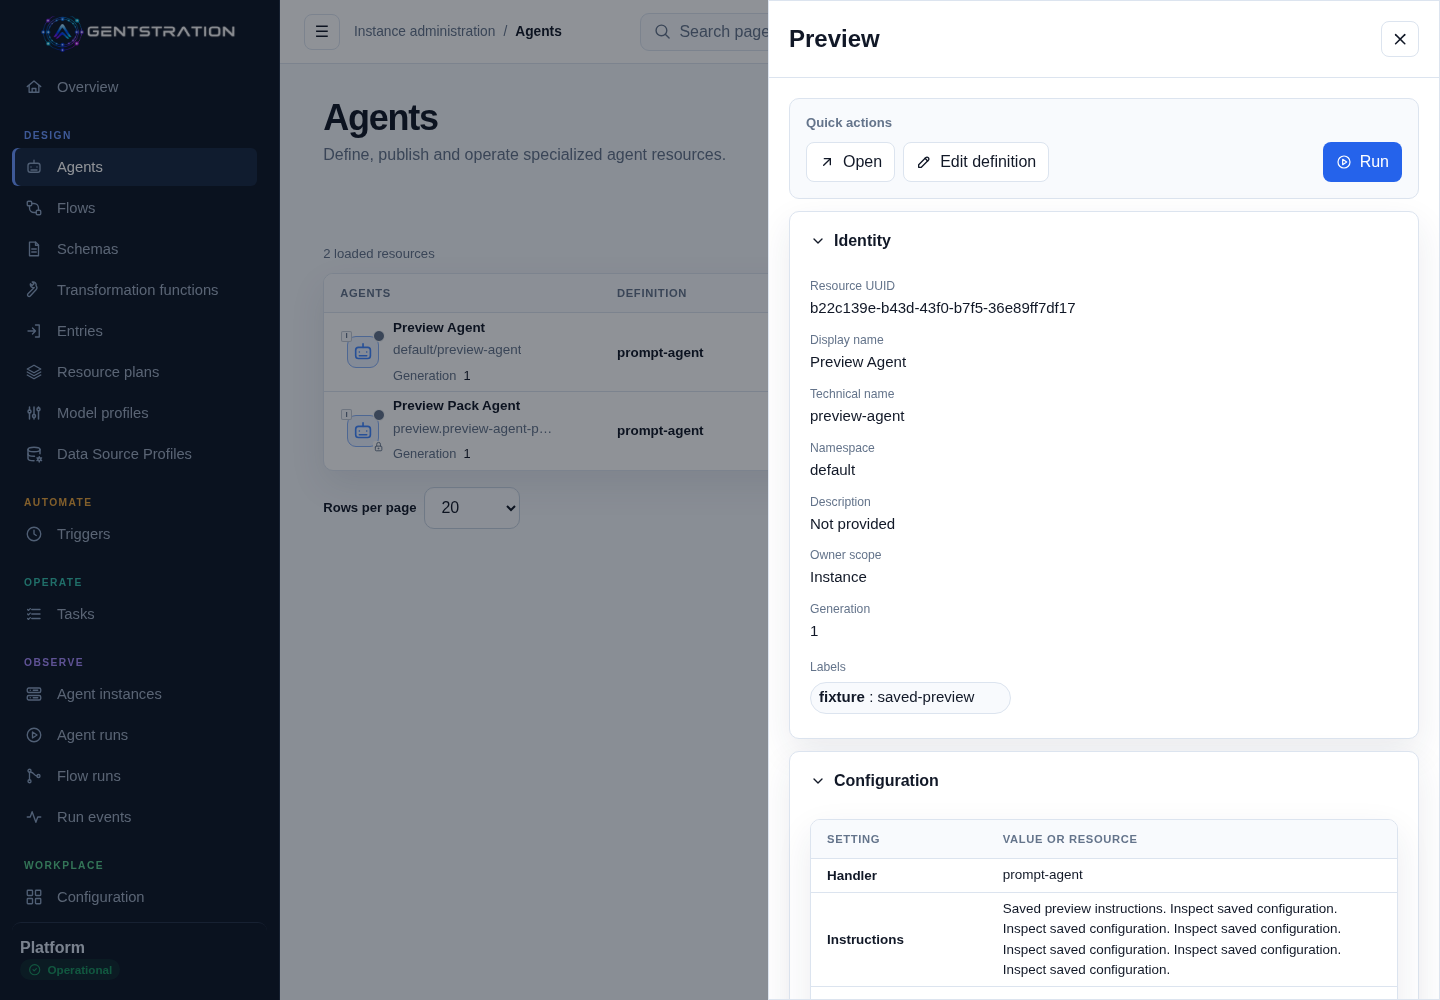 GENTSTRATION
Overview
DESIGN
Agents
Flows
Schemas
Transformation functions
Entries
Resource plans
Model profiles
Data Source Profiles
AUTOMATE
Triggers
OPERATE
Tasks
OBSERVE
Agent instances
Agent runs
Flow runs
Run events
WORKPLACE
Configuration
Platform
Operational
Instance administration / Agents
Search page
Agents
Define, publish and operate specialized agent resources.
2 loaded resources
AGENTS DEFINITION
I
Preview Agent
default/preview-agent
Generation 1
prompt-agent
I
Preview Pack Agent
preview.preview-agent-p…
Generation 1
prompt-agent
Rows per page 20
Preview
Quick actions
Open Edit definition Run
Identity
Resource UUID
b22c139e-b43d-43f0-b7f5-36e89ff7df17
Display name
Preview Agent
Technical name
preview-agent
Namespace
default
Description
Not provided
Owner scope
Instance
Generation
1
Labels
fixture : saved-preview
Configuration
SETTING VALUE OR RESOURCE
Handler prompt-agent
Instructions
Saved preview instructions. Inspect saved configuration.
Inspect saved configuration. Inspect saved configuration.
Inspect saved configuration. Inspect saved configuration.
Inspect saved configuration.